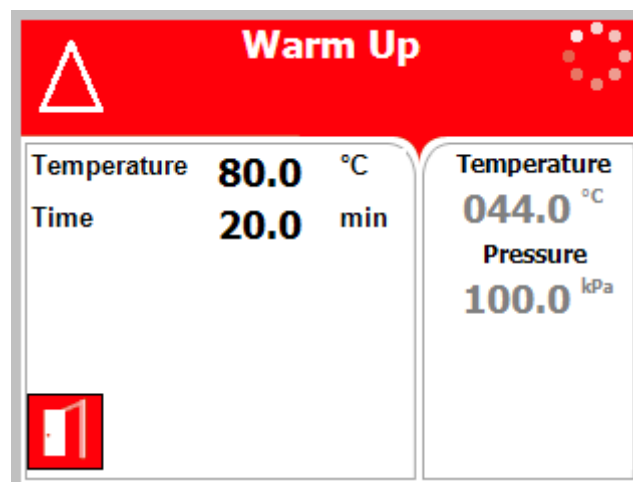 Warm Up
Temperature 80.0 °C
Time 20.0 min
Temperature
044.0 °C
Pressure
100.0 kPa